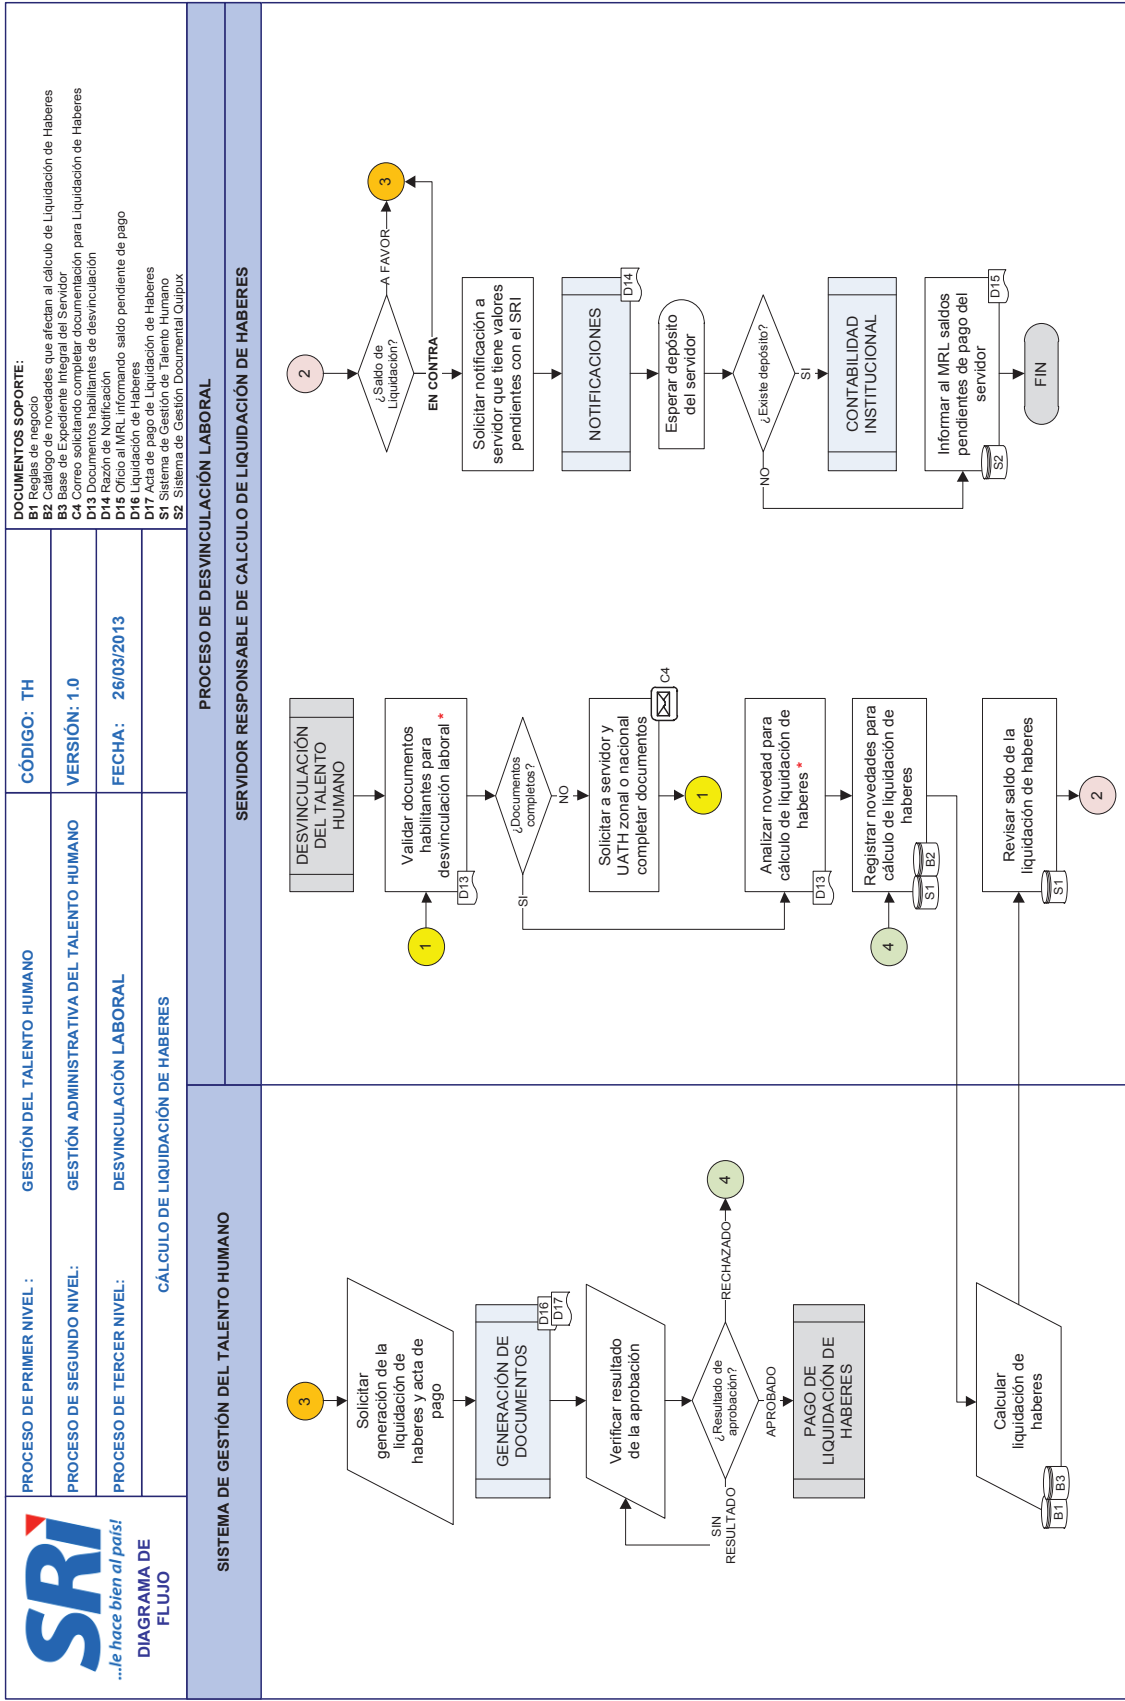 SRI
...le hace bien al país!
DIAGRAMA DE
FLUJO
PROCESO DE PRIMER NIVEL :
GESTIÓN DEL TALENTO HUMANO
CÓDIGO: TH
PROCESO DE SEGUNDO NIVEL:
GESTIÓN ADMINISTRATIVA DEL TALENTO HUMANO
VERSIÓN: 1.0
PROCESO DE TERCER NIVEL:
DESVINCULACIÓN LABORAL
FECHA: 26/03/2013
CÁLCULO DE LIQUIDACIÓN DE HABERES
DOCUMENTOS SOPORTE:
B1 Reglas de negocio
B2 Catálogo de novedades que afectan al cálculo de Liquidación de Haberes
B3 Base de Expediente Integral del Servidor
C4 Correo solicitando completar documentación para Liquidación de Haberes
D13 Documentos habilitantes de desvinculación
D14 Razón de Notificación
D15 Oficio al MRL informando saldo pendiente de pago
D16 Liquidación de Haberes
D17 Acta de pago de Liquidación de Haberes
S1 Sistema de Gestión de Talento Humano
S2 Sistema de Gestión Documental Quipux
PROCESO DE DESVINCULACIÓN LABORAL
SISTEMA DE GESTIÓN DEL TALENTO HUMANO
SERVIDOR RESPONSABLE DE CALCULO DE LIQUIDACIÓN DE HABERES
3
Solicitar
generación de la
liquidación de
haberes y acta de
pago
GENERACIÓN DE
DOCUMENTOS
D16
D17
Verificar resultado
de la aprobación
¿Resultado de
aprobación?
SIN
RESULTADO
RECHAZADO
4
APROBADO
PAGO DE
LIQUIDACIÓN DE
HABERES
Calcular
liquidación de
haberes
B1
B3
DESVINCULACIÓN
DEL TALENTO
HUMANO
1
Validar documentos
habilitantes para
desvinculación laboral *
D13
¿Documentos
completos?
SI
NO
Solicitar a servidor y
UATH zonal o nacional
completar documentos
C4
1
Analizar novedad para
cálculo de liquidación de
haberes *
D13
4
Registrar novedades para
cálculo de liquidación de
haberes
S1
B2
Revisar saldo de la
liquidación de haberes
S1
2
2
¿Saldo de
Liquidación?
A FAVOR
3
EN CONTRA
Solicitar notificación a
servidor que tiene valores
pendientes con el SRI
NOTIFICACIONES
D14
Esperar depósito
del servidor
¿Existe depósito?
NO
SI
CONTABILIDAD
INSTITUCIONAL
Informar al MRL saldos
pendientes de pago del
servidor
S2
D15
FIN